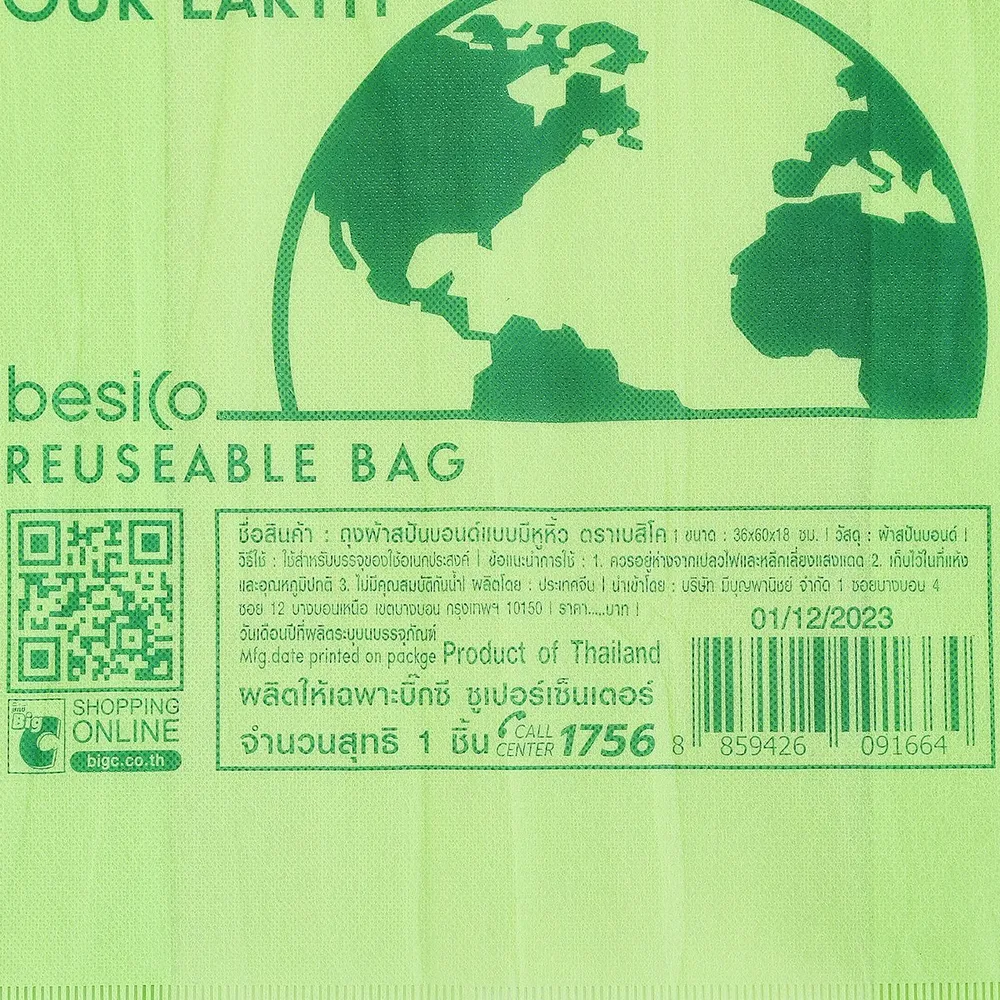 OUR EARTH
besico
REUSEABLE BAG
ชื่อสินค้า : ถุงผ้าสปันบอนด์แบบมีหูหิ้ว ตราเบสิโค | ขนาด : 36x60x18 ซม. | วัสดุ : ผ้าสปันบอนด์ |
วิธีใช้ : ใช้สำหรับบรรจุของใช้อเนกประสงค์ | ข้อแนะนำการใช้ : 1. ควรอยู่ห่างจากเปลวไฟและหลีกเลี่ยงแสงแดด 2. เก็บไว้ในที่แห้ง
และอุณหภูมิปกติ 3. ไม่มีคุณสมบัติกันน้ำ| ผลิตโดย : ประเทศจีน | นำเข้าโดย : บริษัท มีบุญพานิชย์ จำกัด 1 ซอยบางบอน 4
ซอย 12 บางบอนเหนือ เขตบางบอน กรุงเทพฯ 10150 | ราคา.....บาท |
วันเดือนปีที่ผลิตระบุบนบรรจุภัณฑ์
Mfg.date printed on packge Product of Thailand
ผลิตให้เฉพาะบิ๊กซี ซูเปอร์เซ็นเตอร์
จำนวนสุทธิ 1 ชิ้น CALL CENTER 1756
01/12/2023
8 859426 091664
Big C
SHOPPING
ONLINE
bigc.co.th